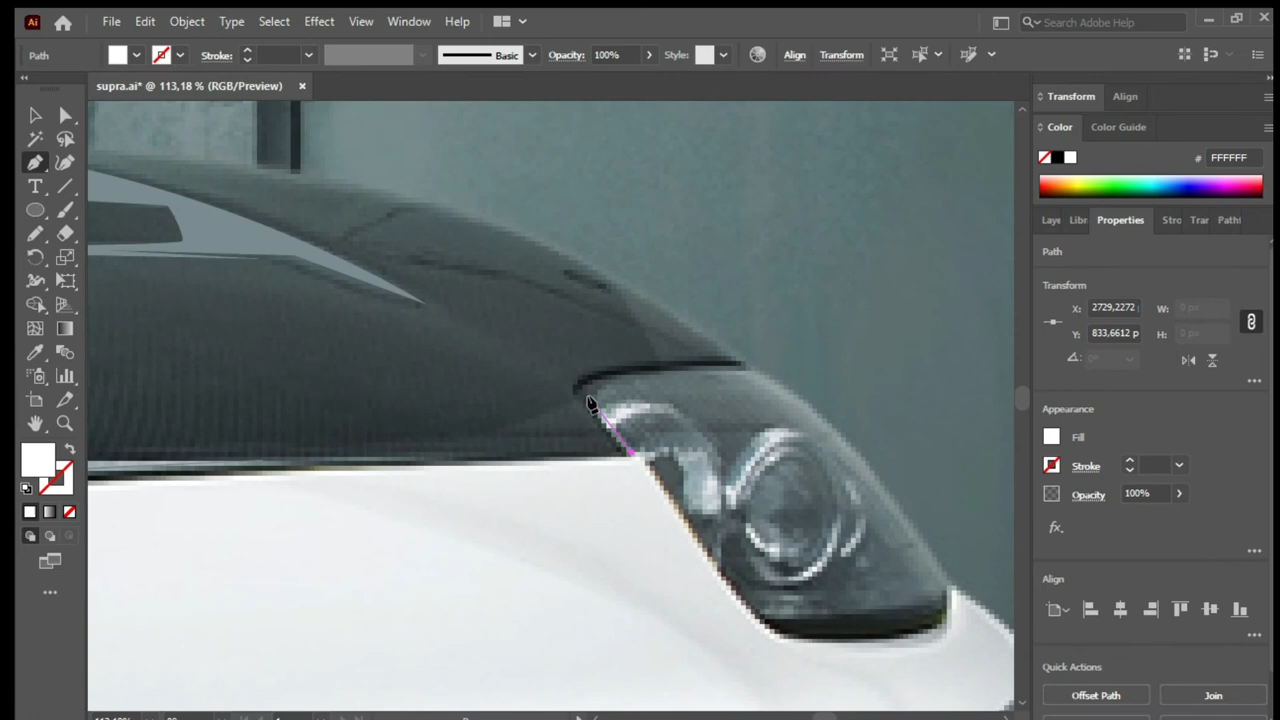 Ai File Edit Object Type Select Effect View Window Help Search Adobe Help
Path Stroke: Basic Opacity: 100% Style: Align Transform
supra.ai* @ 113,18 % (RGB/Preview) ×
Transform Align
Color Color Guide
# FFFFFF
Laye Libr Properties Stro Trar Pathf
Path
Transform
X: 2729,2272 W: 0 px
Y: 833,6612 p H: 0 px
0°
Appearance
Fill
Stroke
Opacity 100%
fx.
Align
Quick Actions
Offset Path Join